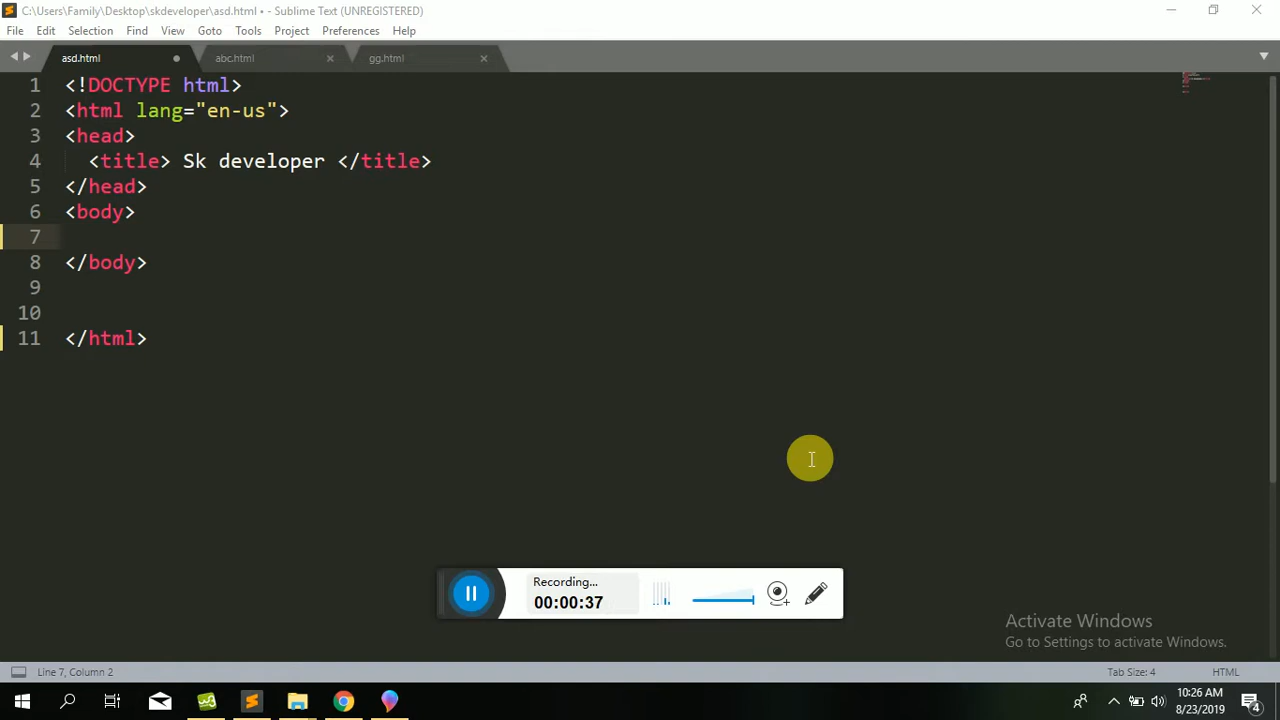 C:\Users\Family\Desktop\skdeveloper\asd.html • - Sublime Text (UNREGISTERED)
File Edit Selection Find View Goto Tools Project Preferences Help
asd.html abc.html gg.html
1 <!DOCTYPE html>
2 <html lang="en-us">
3 <head>
4 <title> Sk developer </title>
5 </head>
6 <body>
7
8 </body>
9
10
11 </html>
Recording...
00:00:37
Activate Windows
Go to Settings to activate Windows.
Line 7, Column 2 Tab Size: 4 HTML
10:26 AM
8/23/2019 4